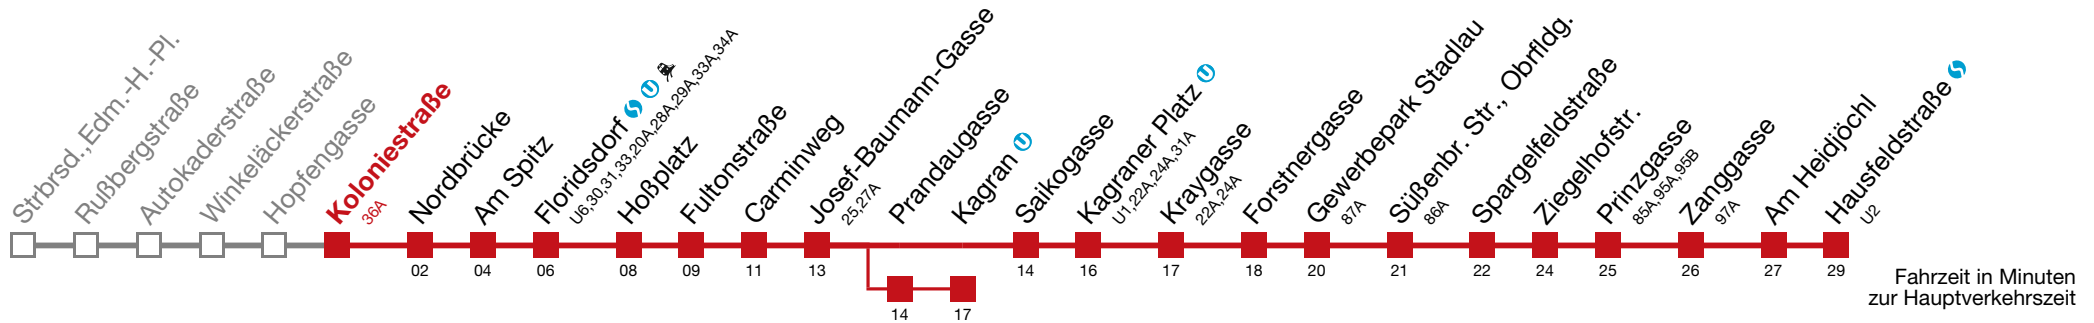 Strbrsd., Edm.-H.-Pl.
Rußbergstraße
Autokaderstraße
Winkeläckerstraße
Hopfengasse
Koloniestraße
36A
Nordbrücke
Am Spitz
Floridsdorf S U
U6,30,31,33,20A,28A,29A,33A,34A
Hoßplatz
Fultonstraße
Carminweg
Josef-Baumann-Gasse
25,27A
Prandaugasse
Kagran U
Saikogasse
Kagraner Platz U
U1,22A,24A,31A
Kraygasse
22A,24A
Forstnergasse
Gewerbepark Stadlau
87A
Süßenbr. Str., Obrfldg.
86A
Spargelfeldstraße
Ziegelhofstr.
Prinzgasse
85A,95A,95B
Zanggasse
97A
Am Heidjöchl
Hausfeldstraße S
U2
02 04 06 08 09 11 13 14 16 17 18 20 21 22 24 25 26 27 29
14 17
Fahrzeit in Minuten
zur Hauptverkehrszeit